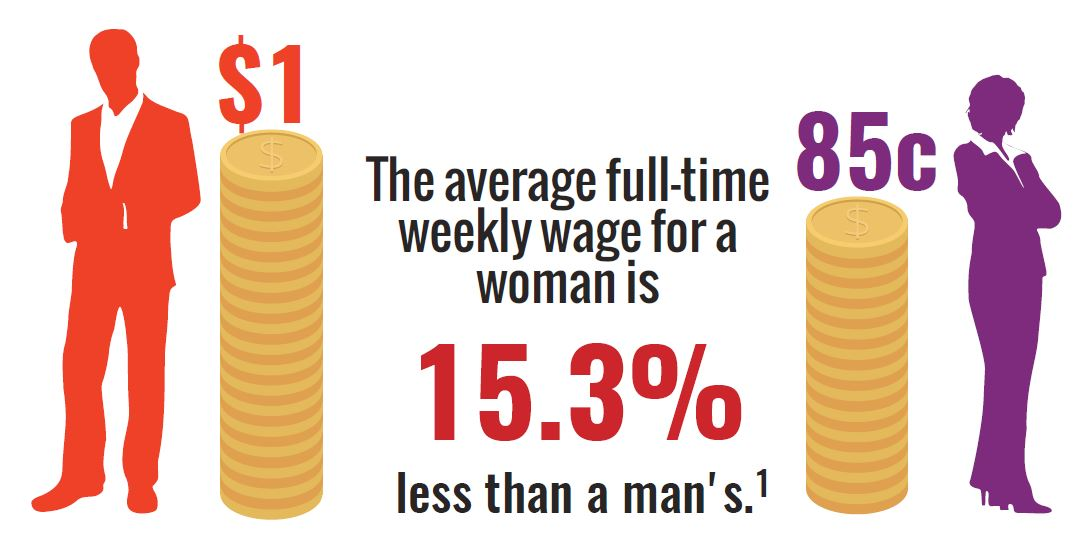 $1
85c
The average full-time
weekly wage for a
woman is
15.3%
less than a man's.¹
$
$